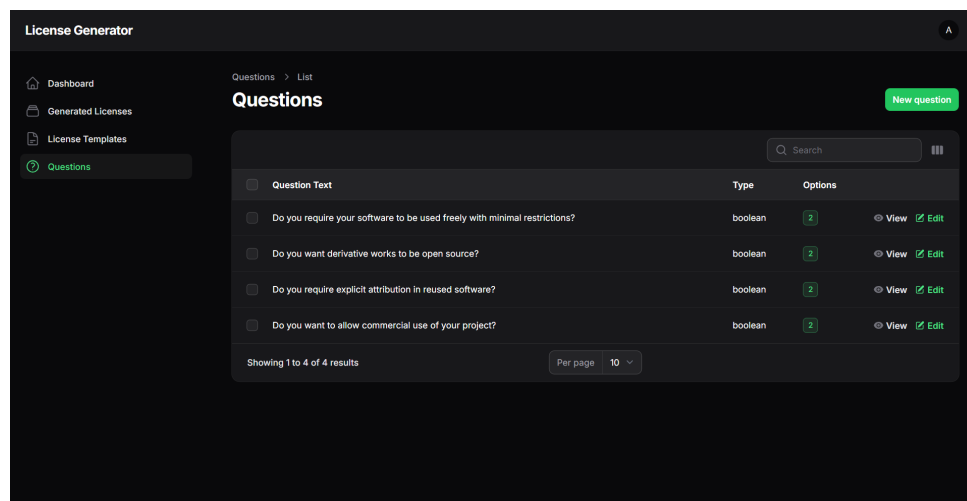 License Generator
A
Dashboard
Generated Licenses
License Templates
Questions
Questions > List
Questions
New question
Search
Question Text Type Options
Do you require your software to be used freely with minimal restrictions? boolean 2 View Edit
Do you want derivative works to be open source? boolean 2 View Edit
Do you require explicit attribution in reused software? boolean 2 View Edit
Do you want to allow commercial use of your project? boolean 2 View Edit
Showing 1 to 4 of 4 results Per page 10